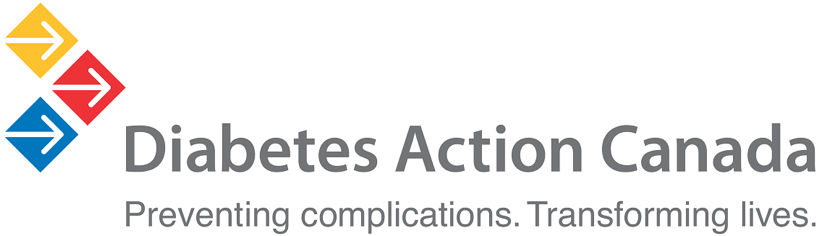 Diabetes Action Canada
Preventing complications. Transforming lives.